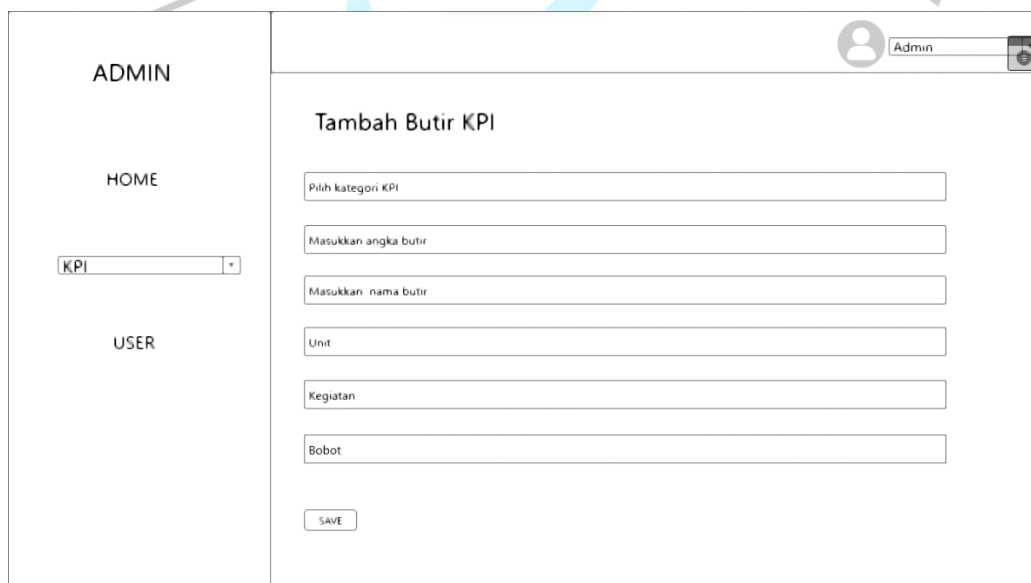 ADMIN
HOME
KPI
USER
Admin
Tambah Butir KPI
Pilih kategori KPI
Masukkan angka butir
Masukkan nama butir
Unit
Kegiatan
Bobot
SAVE